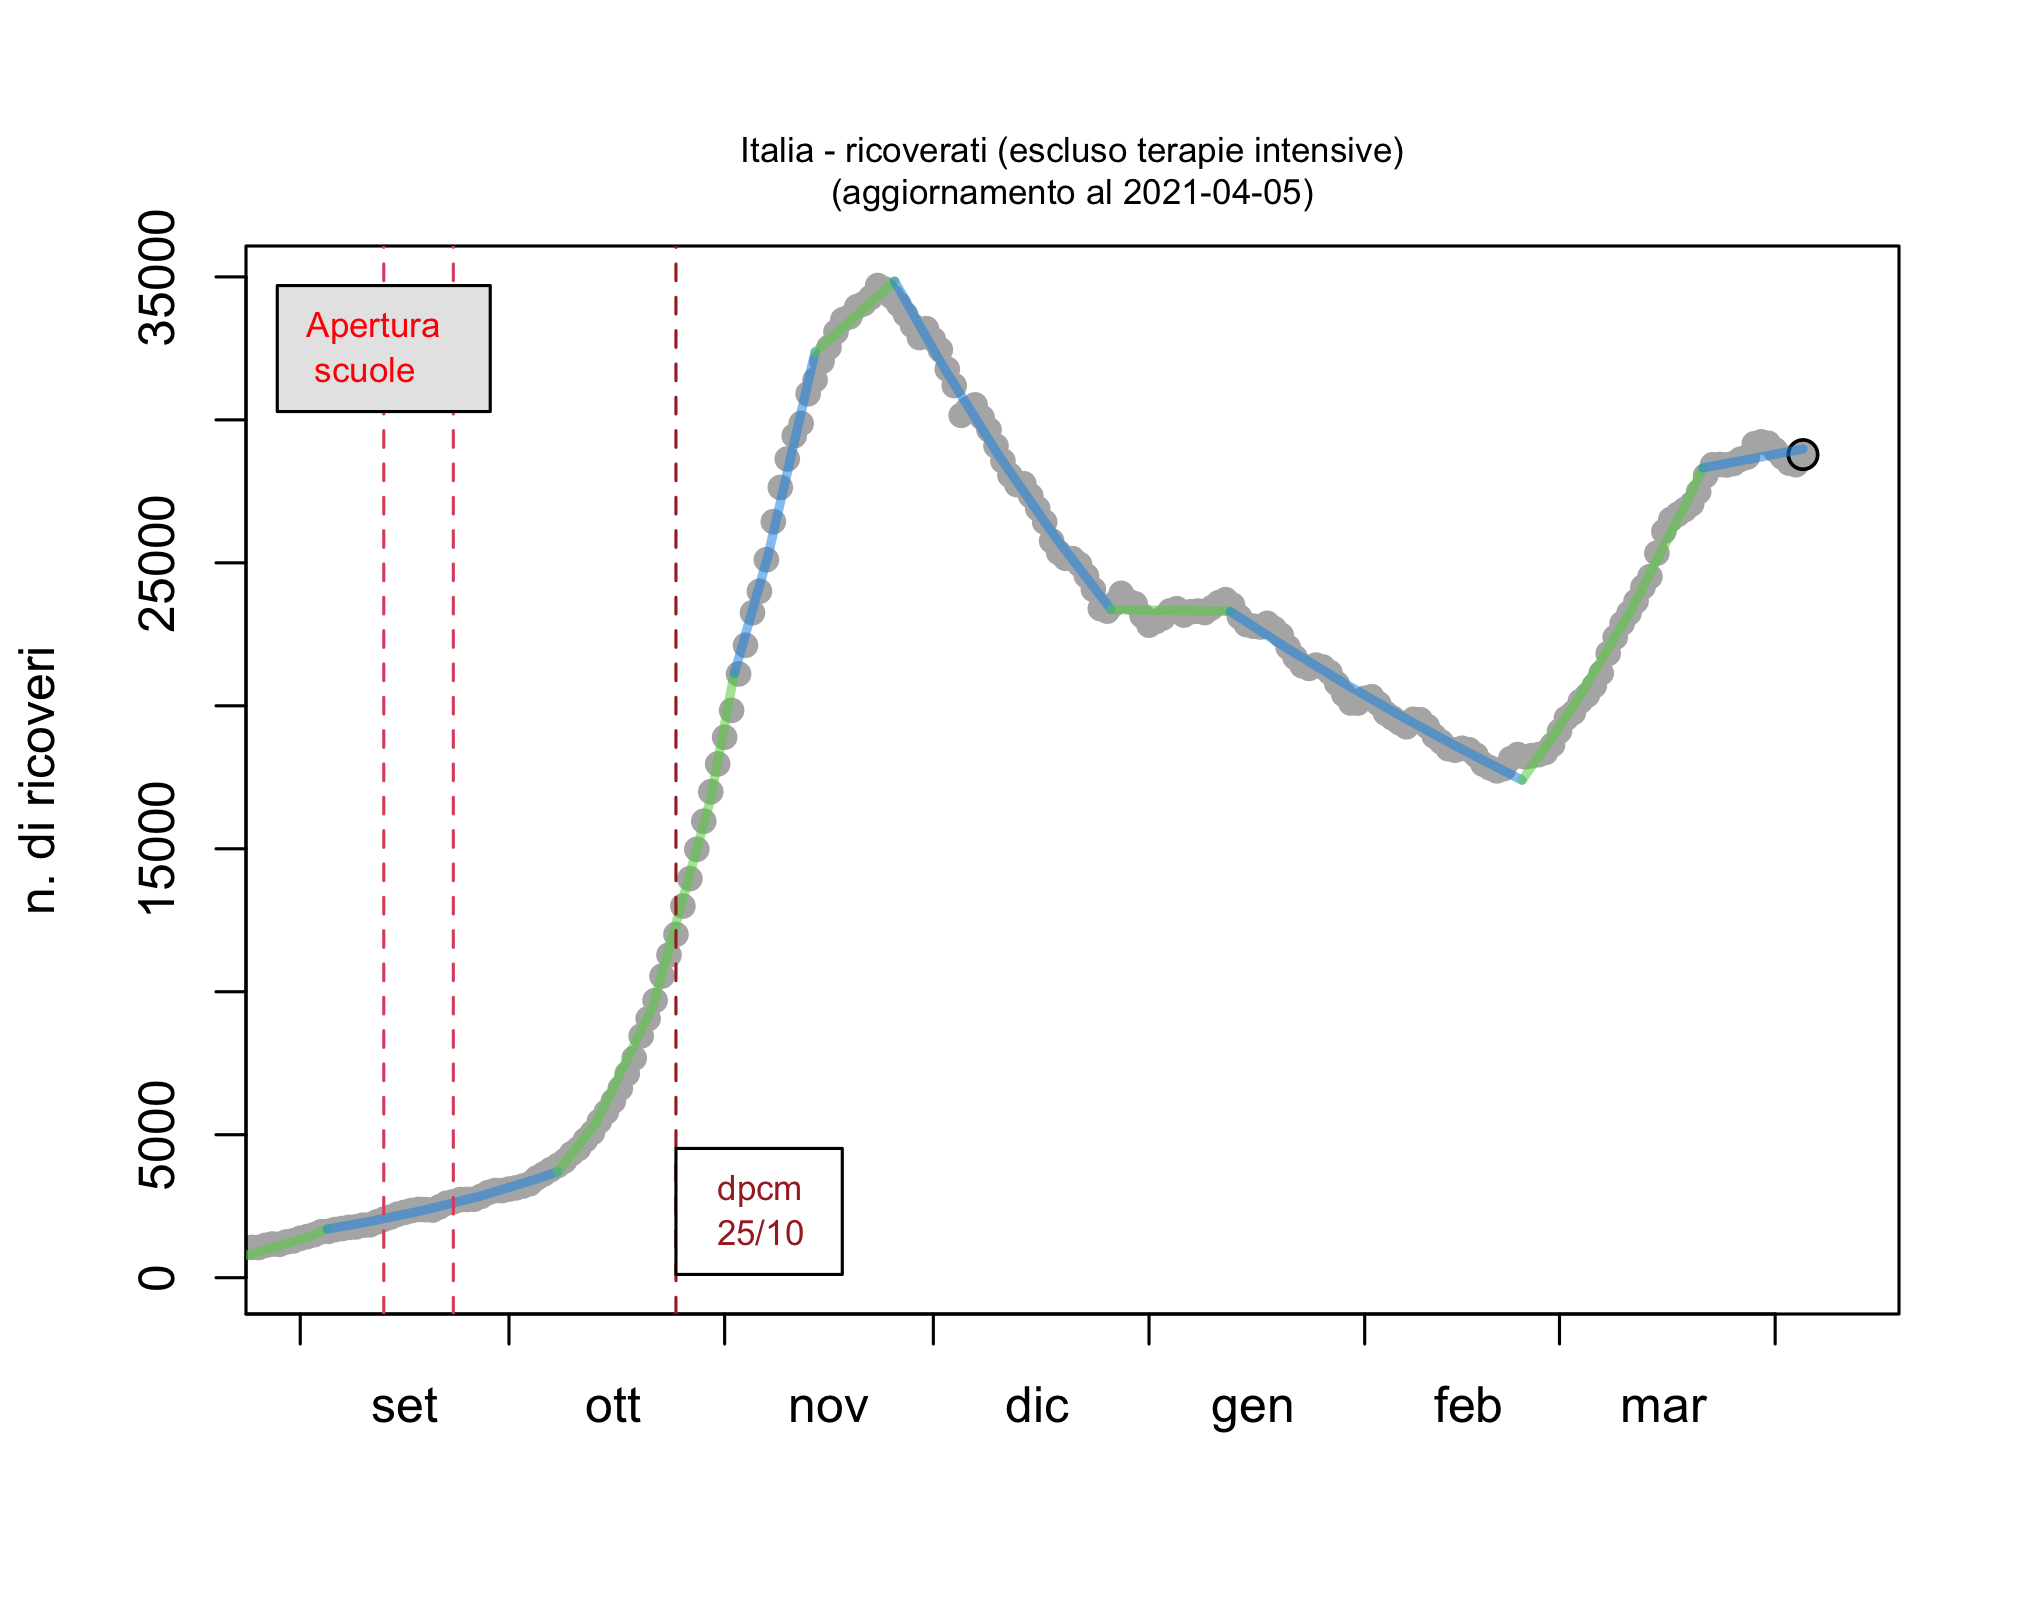 Italia - ricoverati (escluso terapie intensive)
(aggiornamento al 2021-04-05)
n. di ricoveri
35000
25000
15000
5000
0
Apertura
scuole
dpcm
25/10
set
ott
nov
dic
gen
feb
mar